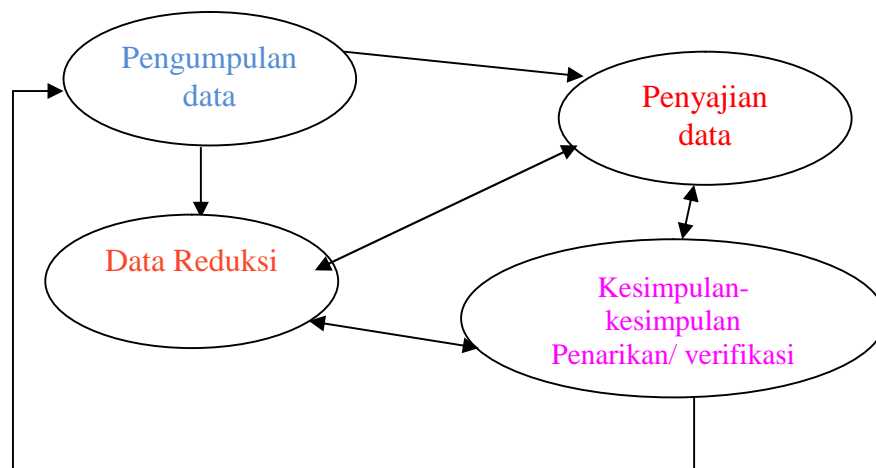 Pengumpulan
data
Penyajian
data
Data Reduksi
Kesimpulan-
kesimpulan
Penarikan/ verifikasi